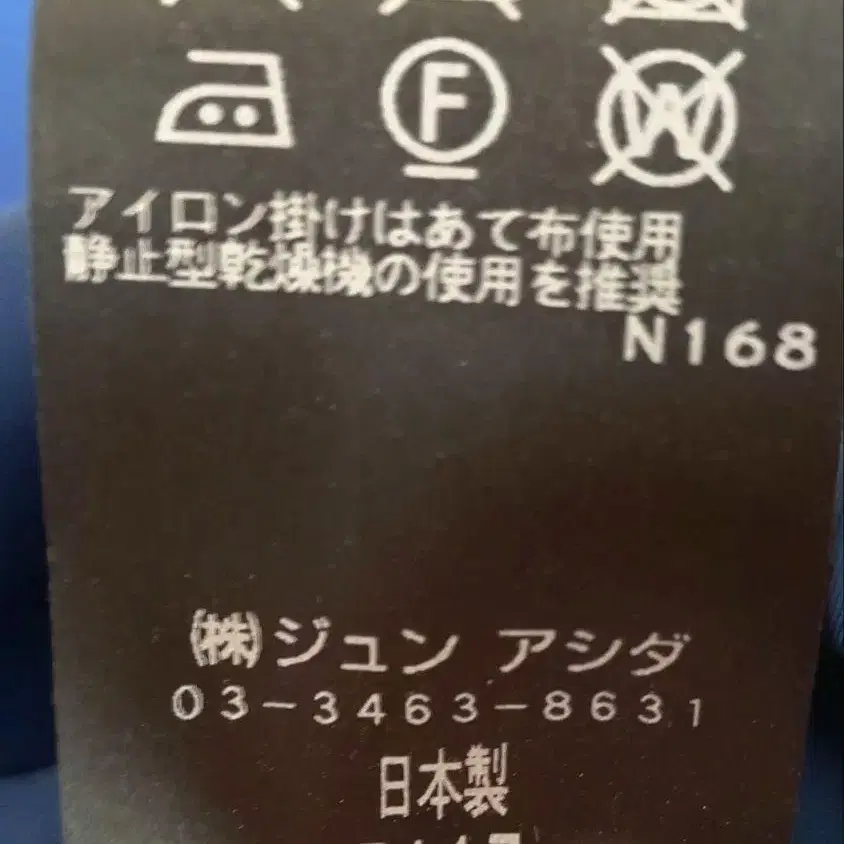 F W
アイロン掛けはあて布使用
静止型乾燥機の使用を推奨
N168
(株)ジュン アシダ
03-3463-8631
日本製